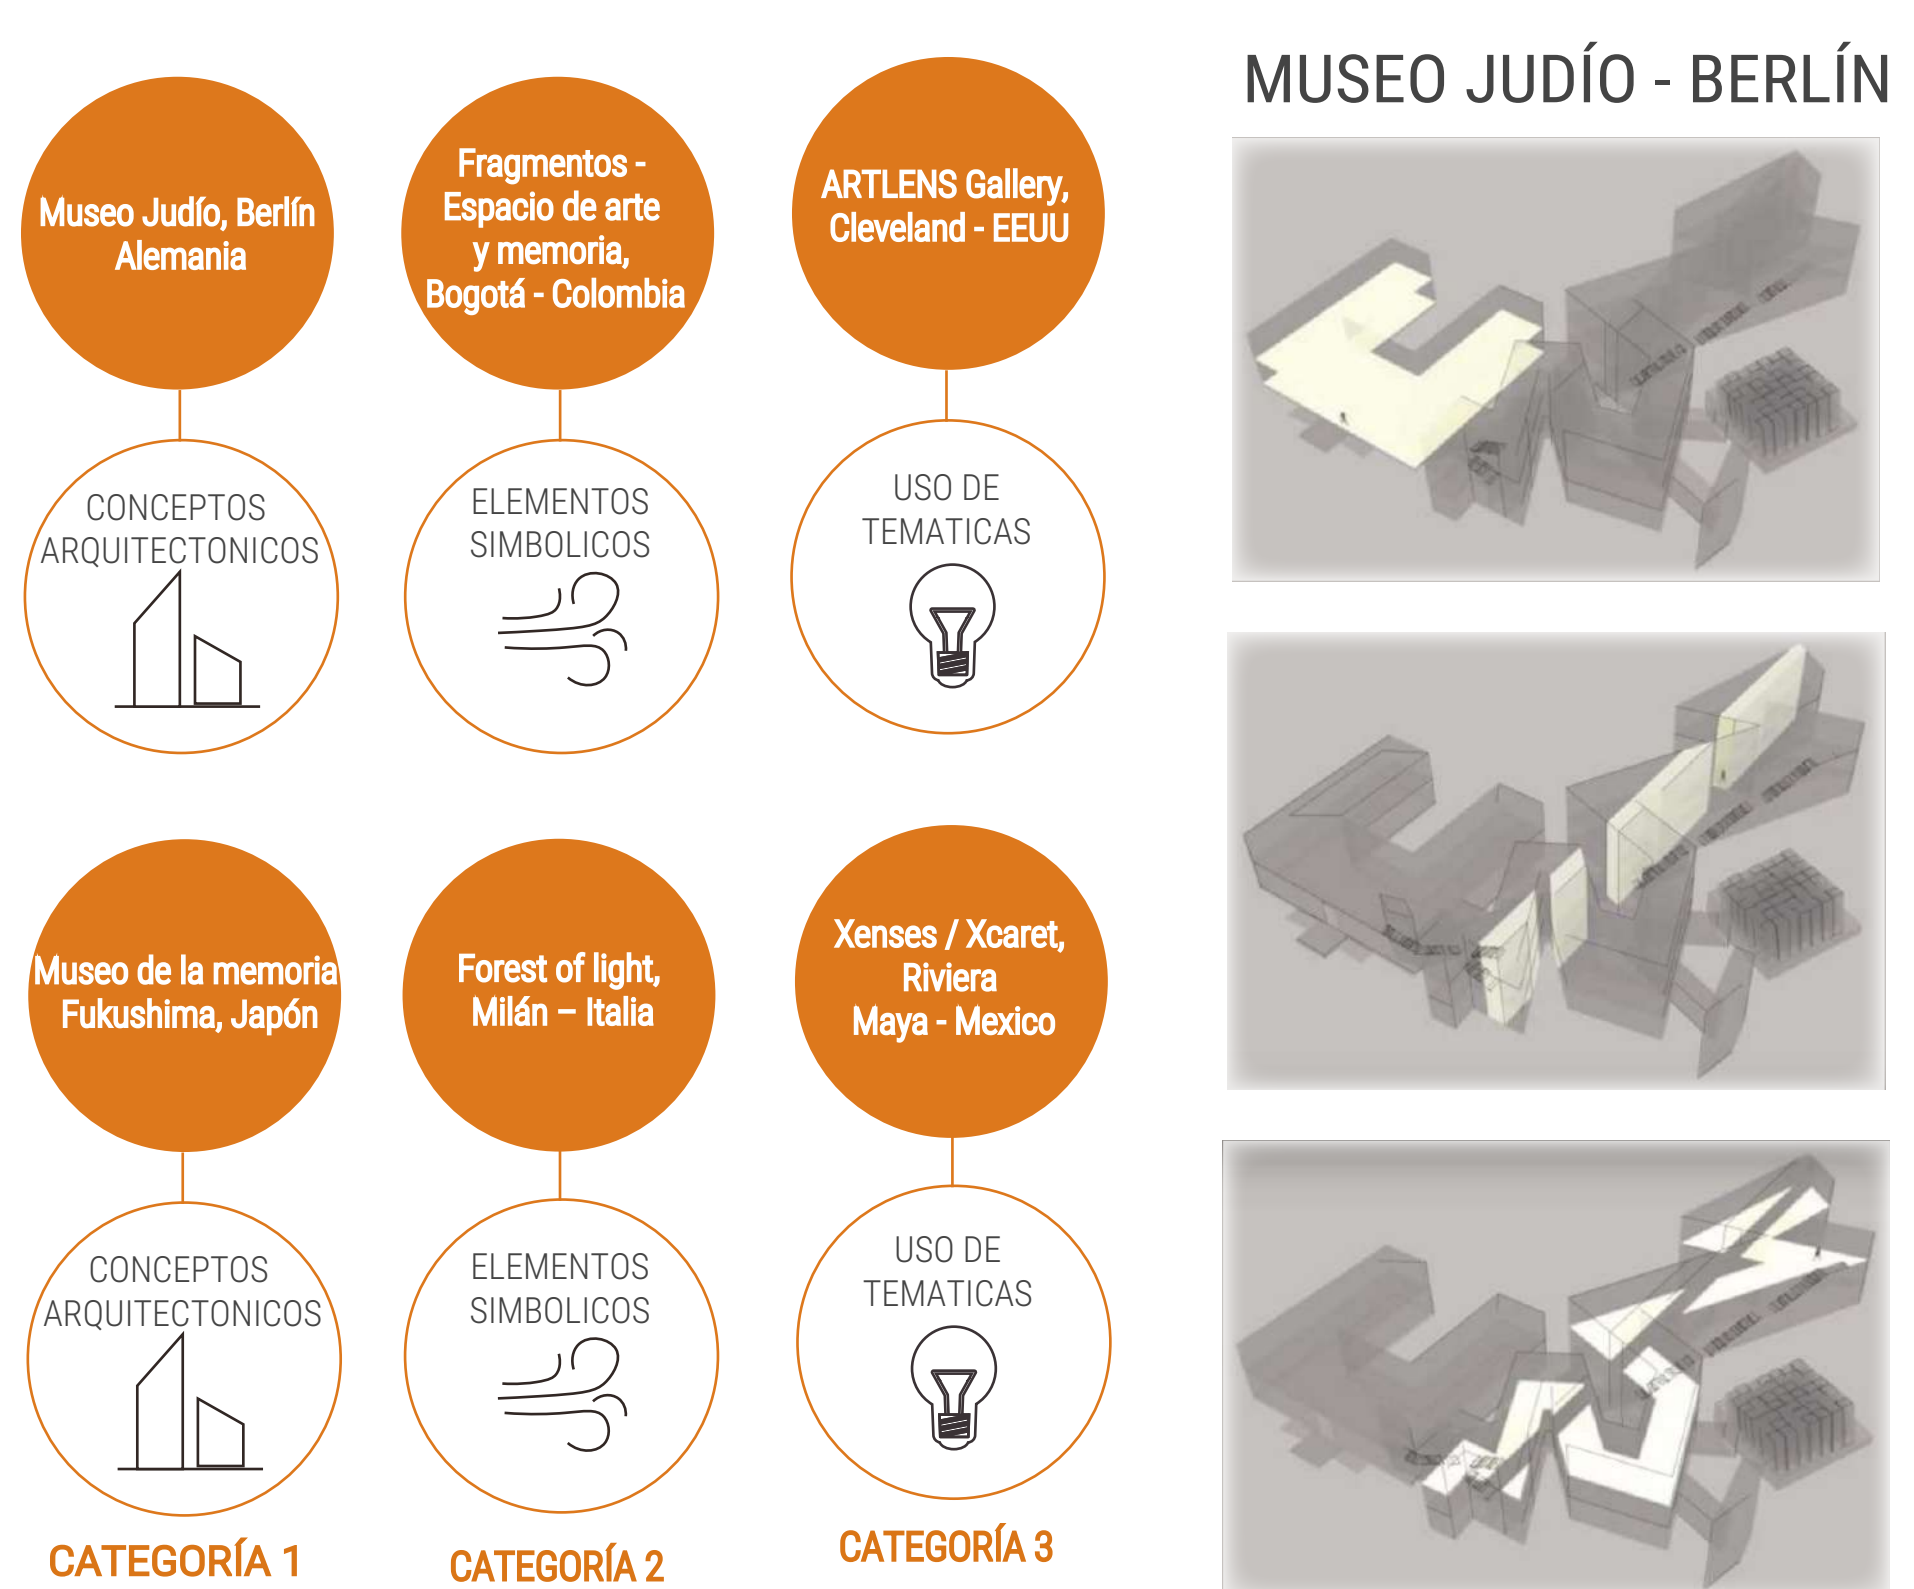 MUSEO JUDÍO - BERLÍN
Museo Judío, Berlín
Alemania
CONCEPTOS
ARQUITECTONICOS
Fragmentos -
Espacio de arte
y memoria,
Bogotá - Colombia
ELEMENTOS
SIMBOLICOS
ARTLENS Gallery,
Cleveland - EEUU
USO DE
TEMATICAS
Museo de la memoria
Fukushima, Japón
CONCEPTOS
ARQUITECTONICOS
CATEGORÍA 1
Forest of light,
Milán – Italia
ELEMENTOS
SIMBOLICOS
CATEGORÍA 2
Xenses / Xcaret,
Riviera
Maya - Mexico
USO DE
TEMATICAS
CATEGORÍA 3